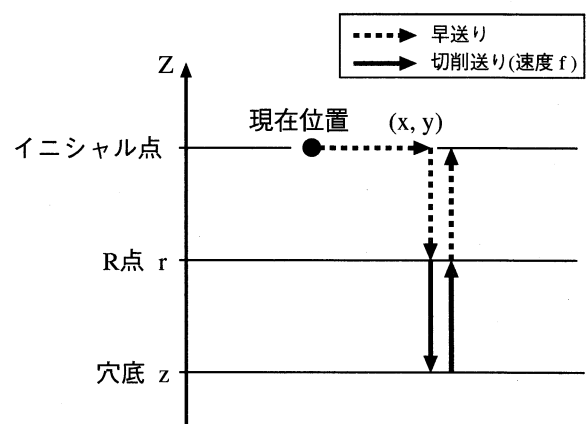 早送り
切削送り(速度 f)
Z
現在位置
(x, y)
イニシャル点
R点 r
穴底 z